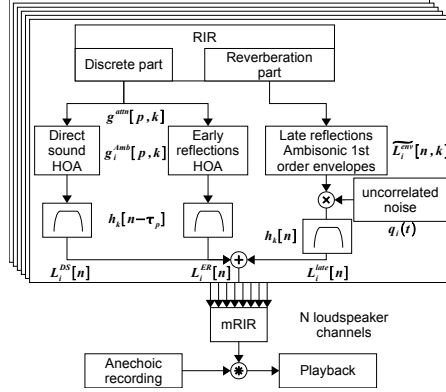 RIR
Discrete part
Reverberation part
g^{attn}[p,k]
g_i^{Amb}[p,k]
Direct sound HOA
Early reflections HOA
Late reflections Ambisonic 1st order envelopes
\widetilde{L_i^{env}}[n,k]
×
uncorrelated noise
q_i(t)
h_k[n-τ_p]
h_k[n]
L_i^{DS}[n]
L_i^{ER}[n]
L_i^{late}[n]
+
mRIR
N loudspeaker channels
Anechoic recording
*
Playback